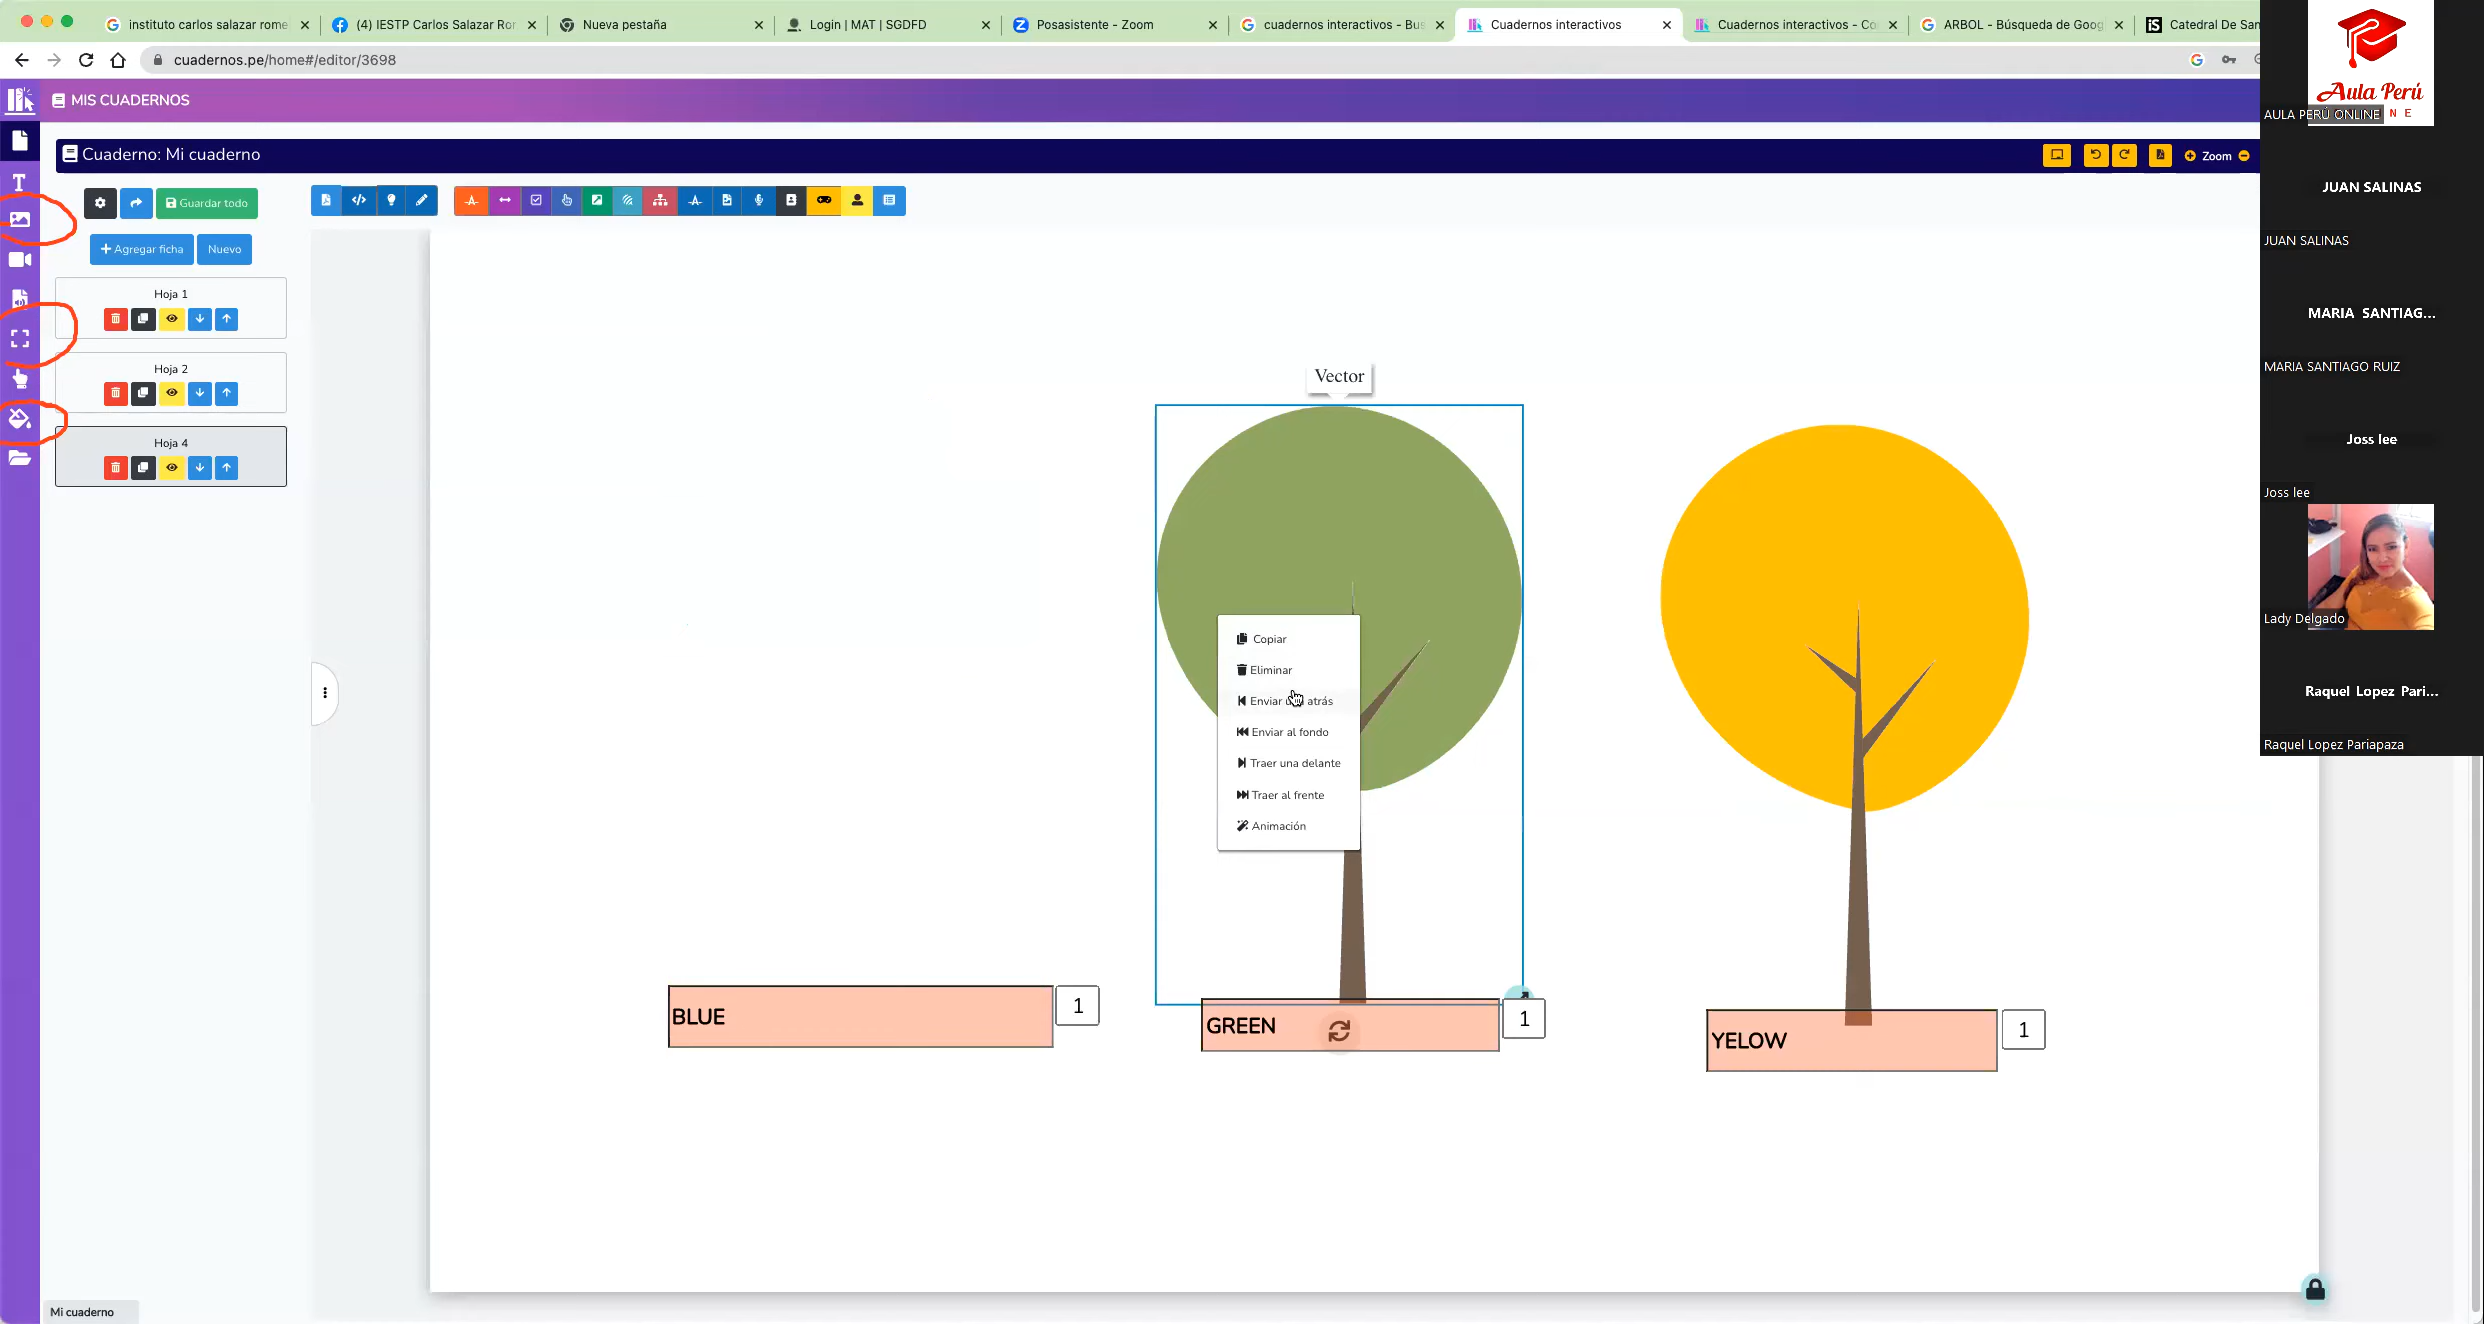 instituto carlos salazar rome
(4) IESTP Carlos Salazar Ror
Nueva pestaña
Login | MAT | SGDFD
Posasistente - Zoom
cuadernos interactivos - Bus
Cuadernos interactivos
Cuadernos interactivos - Co
ARBOL - Búsqueda de Goog
Catedral De San
cuadernos.pe/home#/editor/3698
MIS CUADERNOS
Cuaderno: Mi cuaderno
Zoom
Guardar todo
Agregar ficha
Nuevo
Hoja 1
Hoja 2
Hoja 4
Vector
Copiar
Eliminar
Enviar una atrás
Enviar al fondo
Traer una delante
Traer al frente
Animación
BLUE
1
GREEN
1
YELOW
1
Mi cuaderno
Aula Perú
N E
AULA PERÚ ONLINE
JUAN SALINAS
JUAN SALINAS
MARIA SANTIAG...
MARIA SANTIAGO RUIZ
Joss lee
Joss lee
Lady Delgado
Raquel Lopez Pari...
Raquel Lopez Pariapaza